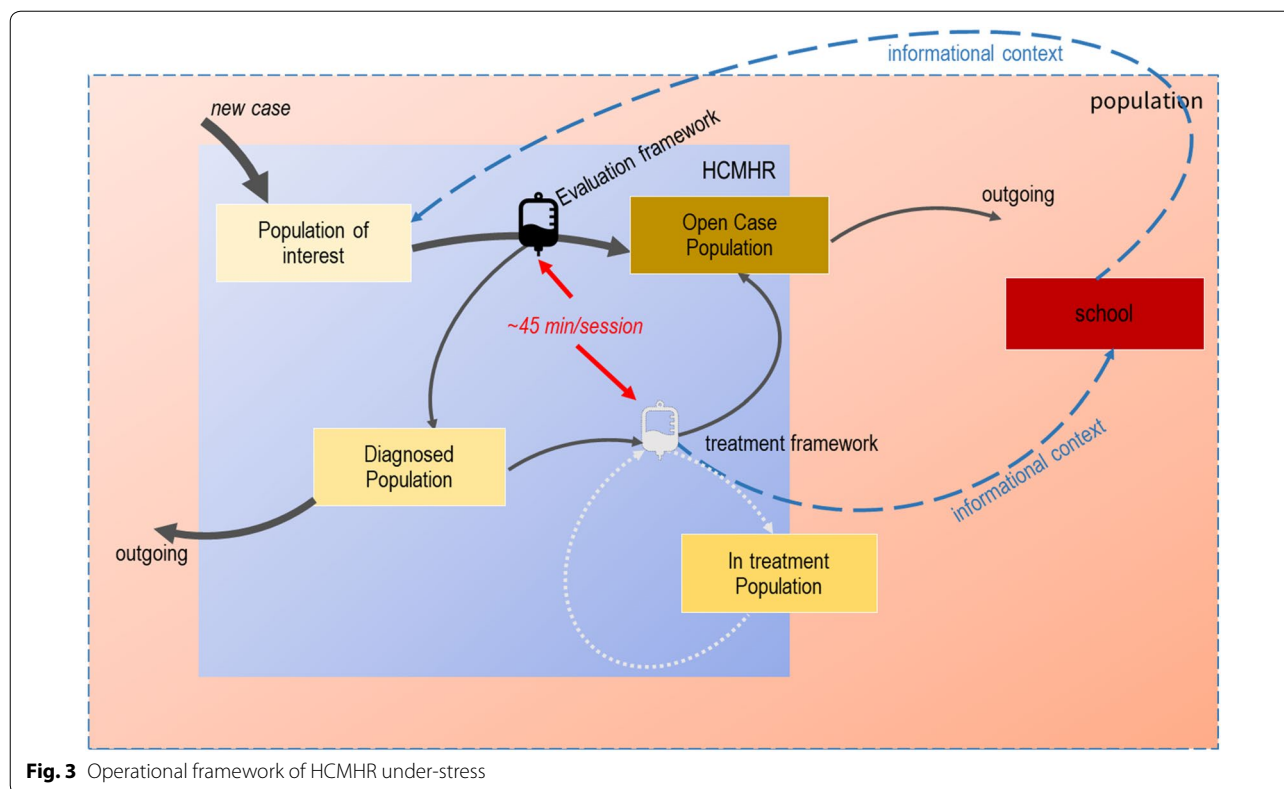 informational context
population
new case
Evaluation framework
HCMHR
Population of
interest
Open Case
Population
outgoing
~45 min/session
school
Diagnosed
Population
treatment framework
informational context
outgoing
In treatment
Population
Fig. 3 Operational framework of HCMHR under-stress